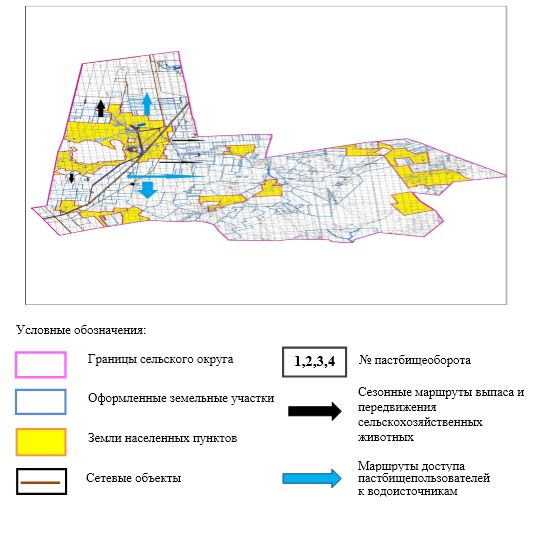 Условные обозначения:
Границы сельского округа
Оформленные земельные участки
Земли населенных пунктов
Сетевые объекты
1,2,3,4
№ пастбищеоборота
Сезонные маршруты выпаса и
передвижения
сельскохозяйственных
животных
Маршруты доступа
пастбищепользователей
к водоисточникам